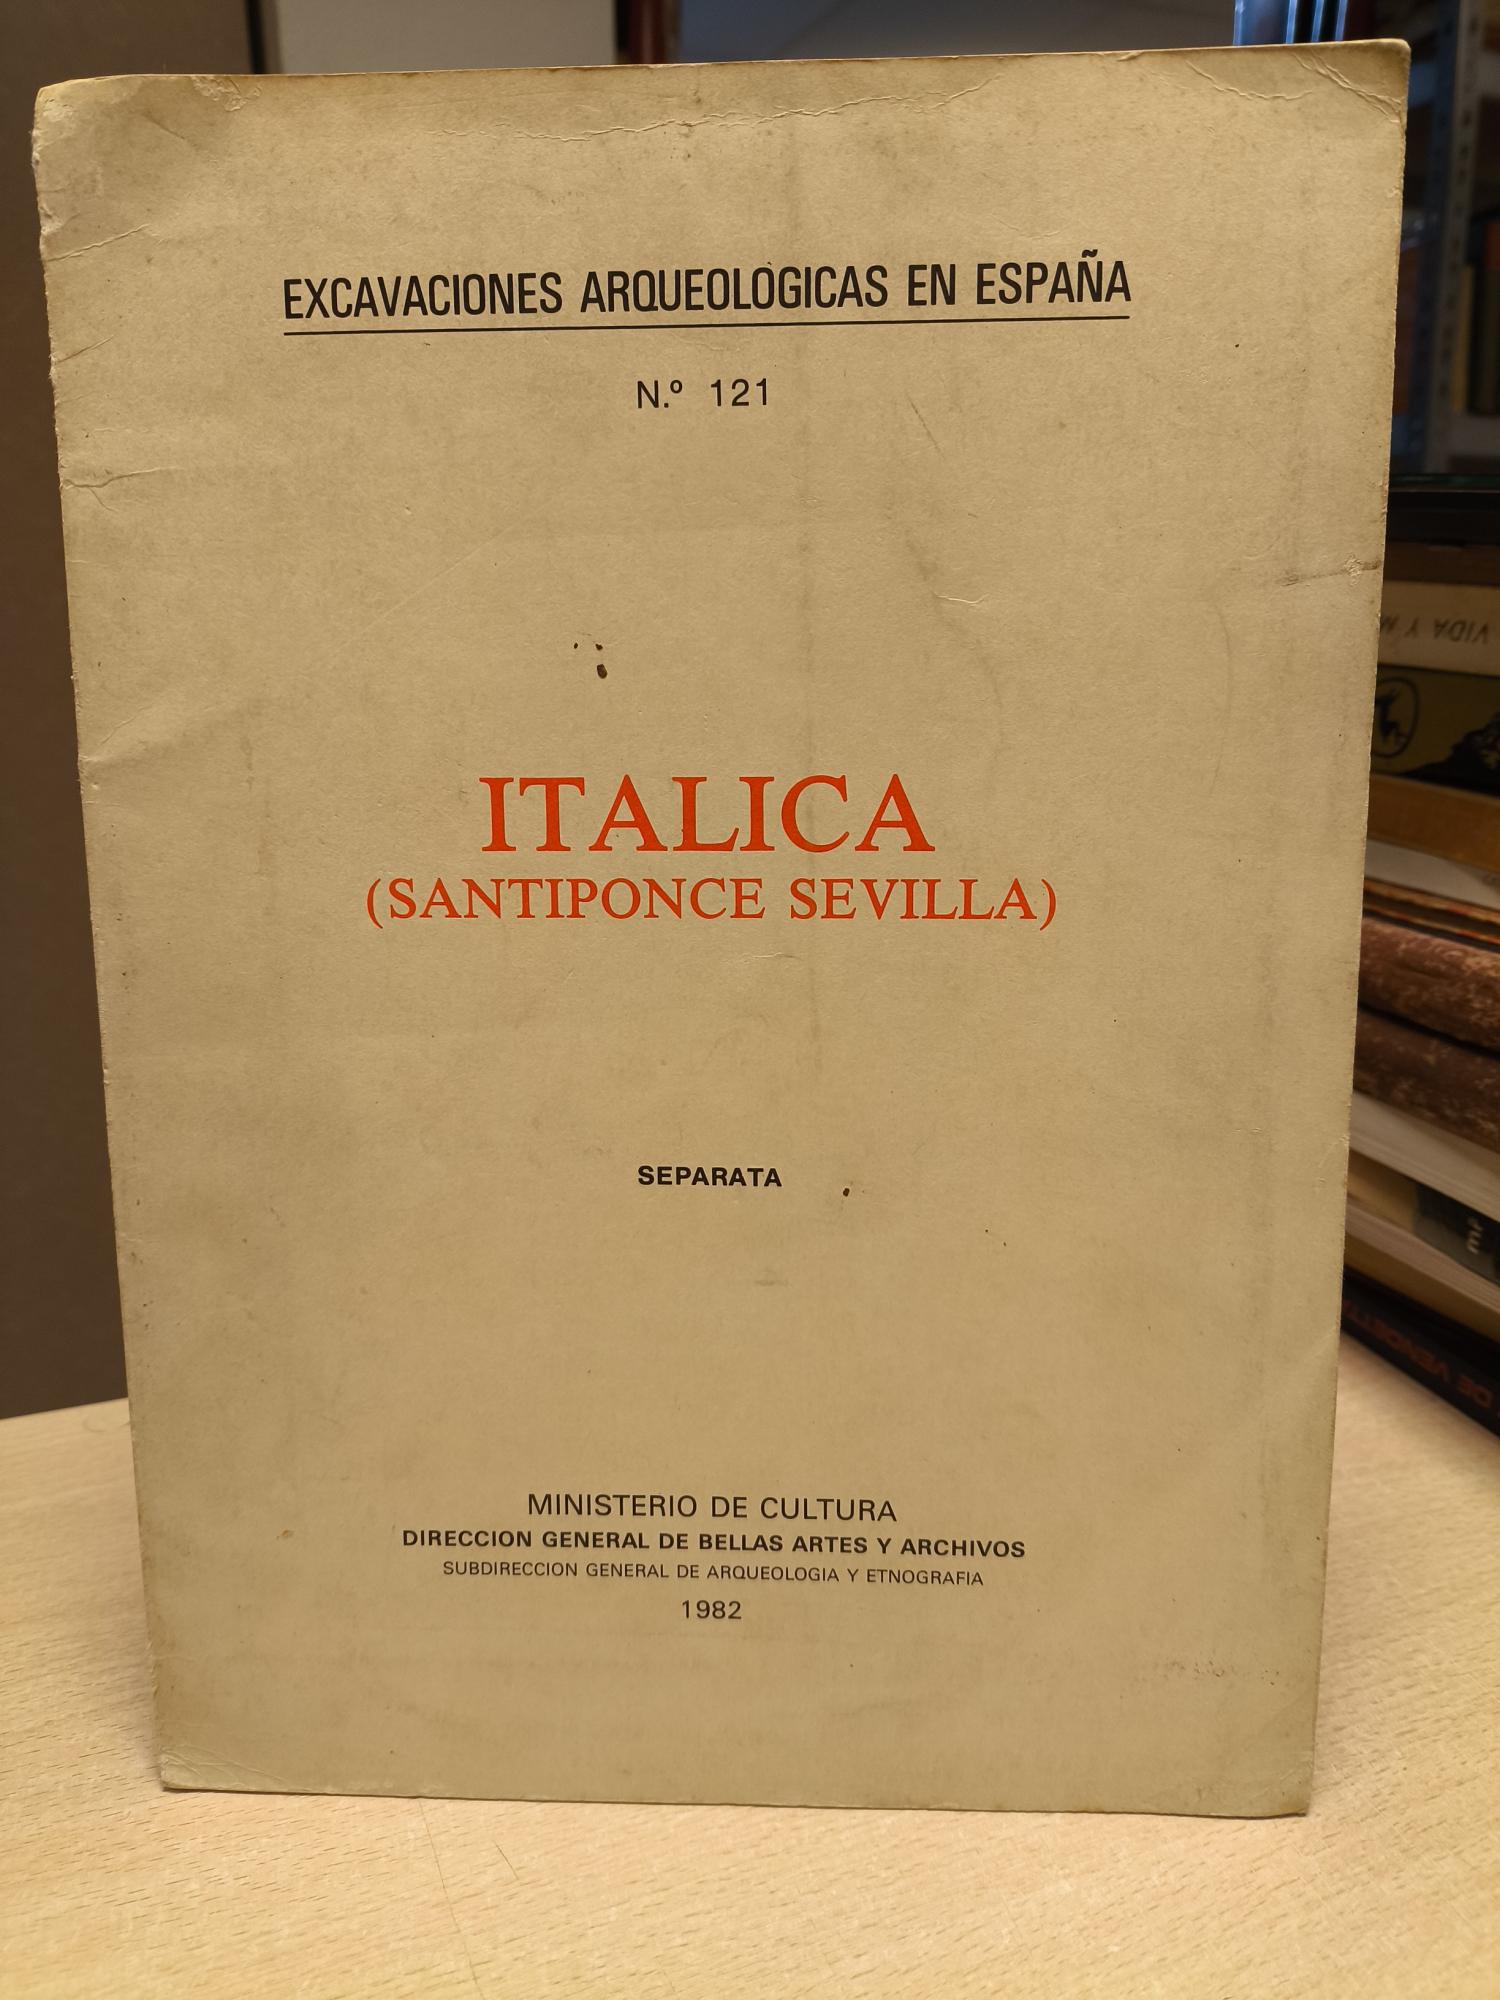 EXCAVACIONES ARQUEOLOGICAS EN ESPAÑA
N.º 121
ITALICA
(SANTIPONCE SEVILLA)
SEPARATA
MINISTERIO DE CULTURA
DIRECCION GENERAL DE BELLAS ARTES Y ARCHIVOS
SUBDIRECCION GENERAL DE ARQUEOLOGIA Y ETNOGRAFIA
1982
VIDA Y